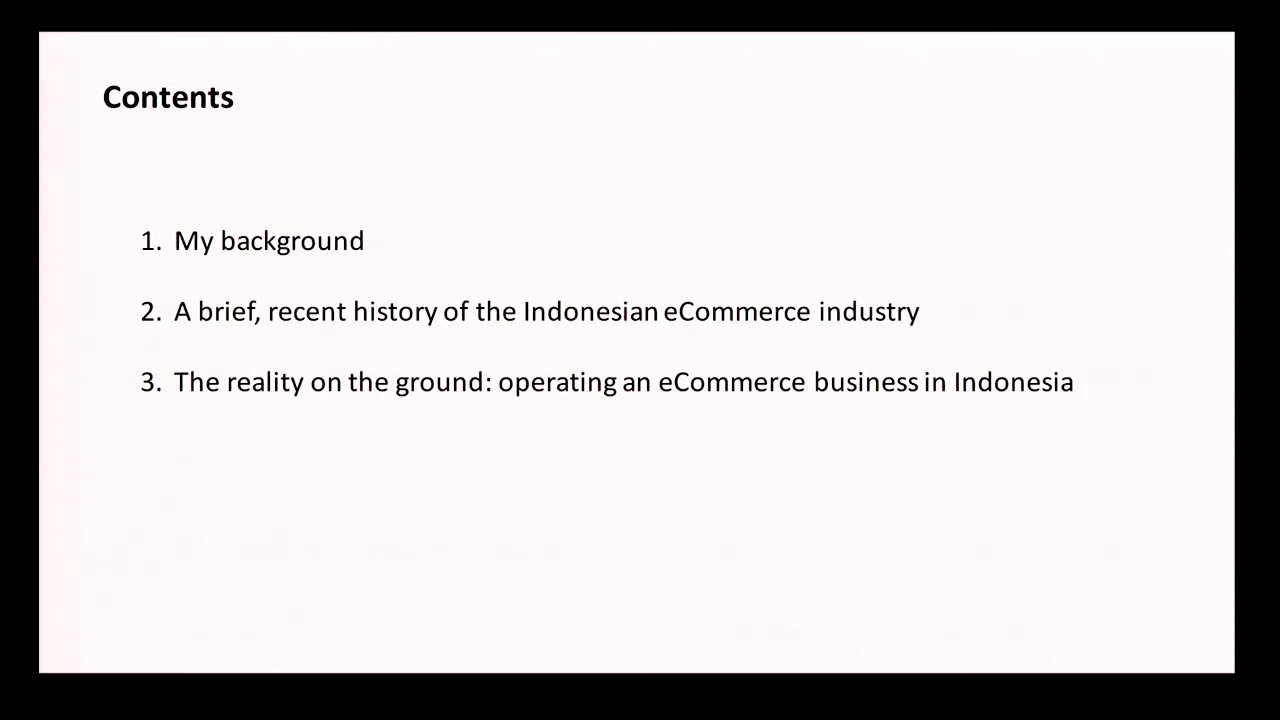 Contents
1. My background
2. A brief, recent history of the Indonesian eCommerce industry
3. The reality on the ground: operating an eCommerce business in Indonesia